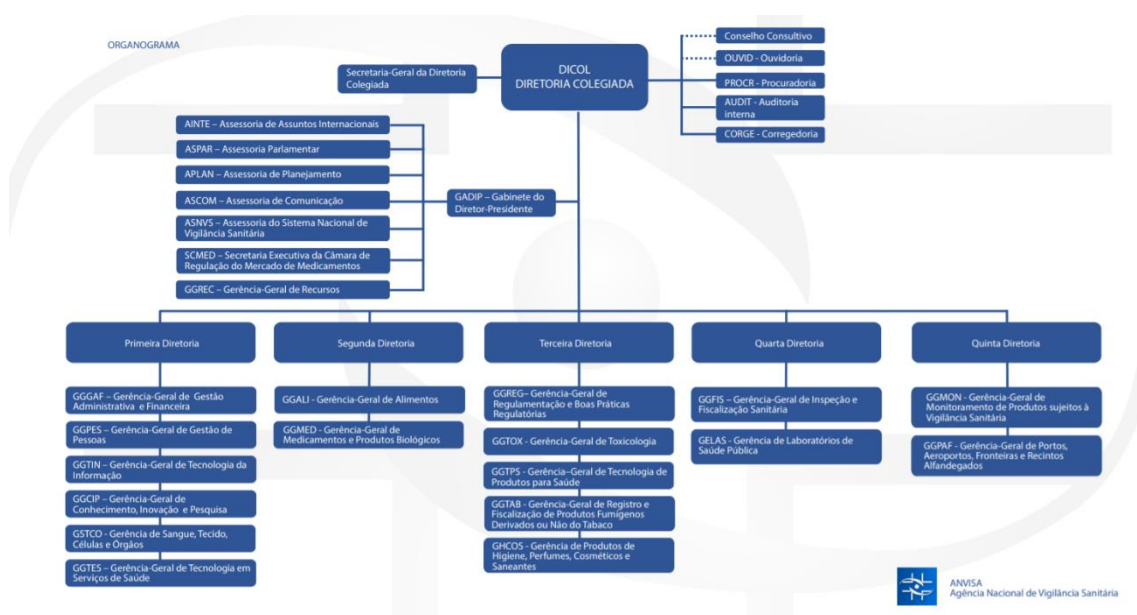 ORGANOGRAMA
DICOL
DIRETORIA COLEGIADA
Secretaria-Geral da Diretoria
Colegiada
Conselho Consultivo
OUVID - Ouvidoria
PROCR - Procuradoria
AUDIT - Auditoria
interna
CORGE - Corregedoria
AINTE – Assessoria de Assuntos Internacionais
ASPAR – Assessoria Parlamentar
APLAN – Assessoria de Planejamento
ASCOM – Assessoria de Comunicação
ASNVS – Assessoria do Sistema Nacional de
Vigilância Sanitária
SCMED – Secretaria Executiva da Câmara de
Regulação do Mercado de Medicamentos
GGREC – Gerência-Geral de Recursos
GADIP – Gabinete do
Diretor-Presidente
Primeira Diretoria
GGGAF – Gerência-Geral de Gestão
Administrativa e Financeira
GGPES – Gerência-Geral de Gestão de
Pessoas
GGTIN – Gerência-Geral de Tecnologia da
Informação
GGCIP – Gerência-Geral de
Conhecimento, Inovação e Pesquisa
GSTCO - Gerência de Sangue, Tecido,
Células e Órgãos
GGTES – Gerência-Geral de Tecnologia em
Serviços de Saúde
Segunda Diretoria
GGALI - Gerência-Geral de Alimentos
GGMED - Gerência-Geral de
Medicamentos e Produtos Biológicos
Terceira Diretoria
GGREG– Gerência-Geral de
Regulamentação e Boas Práticas
Regulatórias
GGTOX - Gerência-Geral de Toxicologia
GGTPS - Gerência–Geral de Tecnologia de
Produtos para Saúde
GGTAB - Gerência-Geral de Registro e
Fiscalização de Produtos Fumígenos
Derivados ou Não do Tabaco
GHCOS - Gerência de Produtos de
Higiene, Perfumes, Cosméticos e
Saneantes
Quarta Diretoria
GGFIS – Gerência-Geral de Inspeção e
Fiscalização Sanitária
GELAS - Gerência de Laboratórios de
Saúde Pública
Quinta Diretoria
GGMON - Gerência-Geral de
Monitoramento de Produtos sujeitos à
Vigilância Sanitária
GGPAF - Gerência-Geral de Portos,
Aeroportos, Fronteiras e Recintos
Alfandegados
ANVISA
Agência Nacional de Vigilância Sanitária